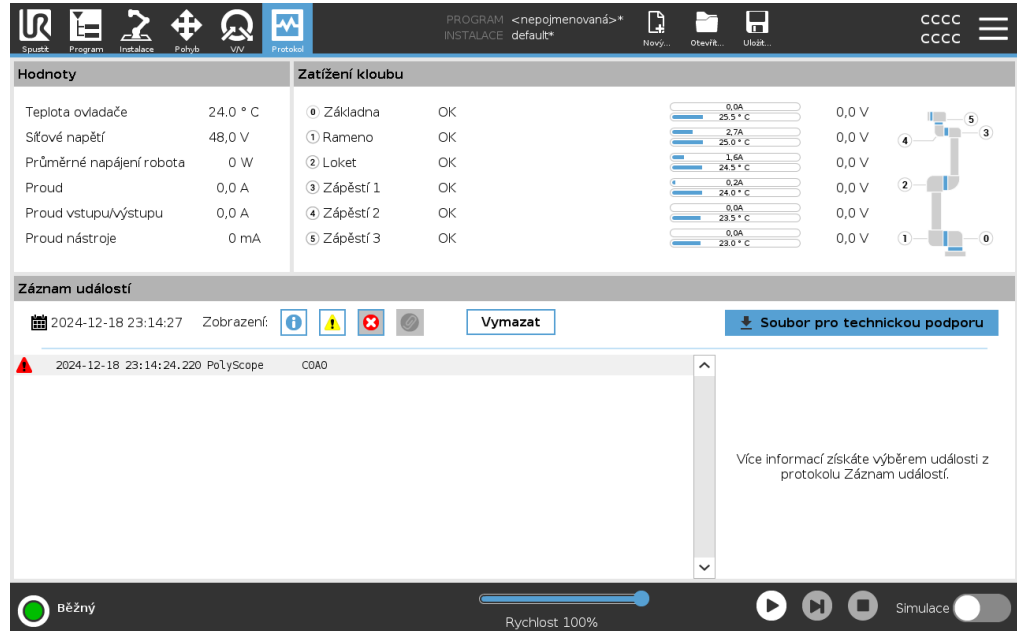 UR
PROGRAM <nepojmenovaná>*
INSTALACE default*
CCCC
CCCC
Spustit Program Instalace Pohyb V/V Protokol Nový... Otevřít... Uložit...
Hodnoty Zatížení kloubu
Teplota ovladače 24.0 ° C 0 Základna OK 0,0A 25.5 ° C 0,0 V
Síťové napětí 48,0 V 1 Rameno OK 2,7A 25.0 ° C 0,0 V
Průměrné napájení robota 0 W 2 Loket OK 1,6A 24.5 ° C 0,0 V
Proud 0,0 A 3 Zápěstí 1 OK 0,2A 24.0 ° C 0,0 V
Proud vstupu/výstupu 0,0 A 4 Zápěstí 2 OK 0,0A 23.5 ° C 0,0 V
Proud nástroje 0 mA 5 Zápěstí 3 OK 0,0A 23.0 ° C 0,0 V
5
4 3
2
1 0
Záznam událostí
2024-12-18 23:14:27 Zobrazení: Vymazat Soubor pro technickou podporu
2024-12-18 23:14:24.220 PolyScope C0A0
Více informací získáte výběrem události z
protokolu Záznam událostí.
Běžný
Rychlost 100%
Simulace